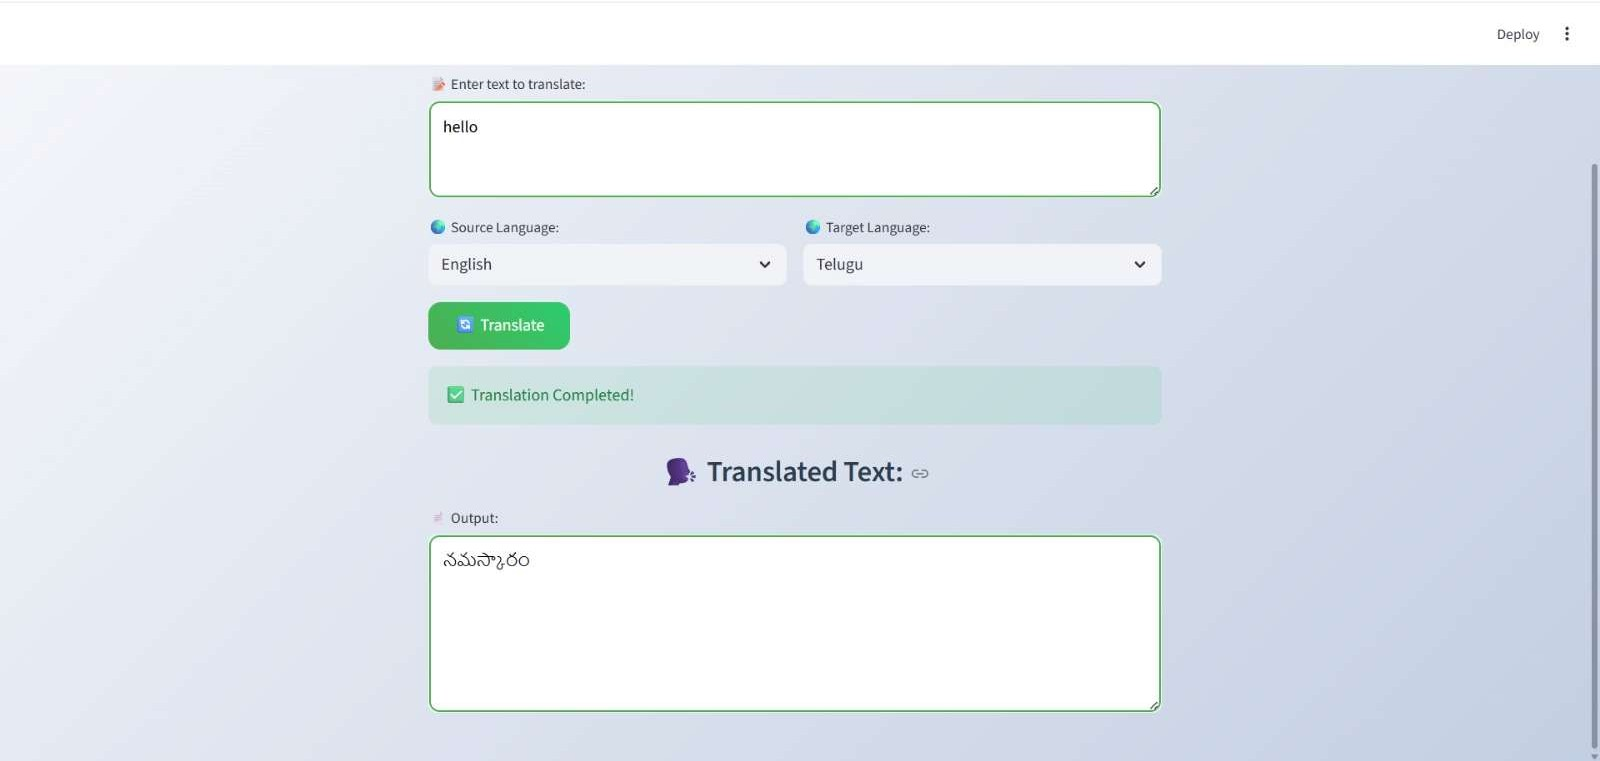 Deploy
Enter text to translate:
hello
Source Language:
Target Language:
English
Telugu
Translate
Translation Completed!
Translated Text:
Output:
నమస్కారం